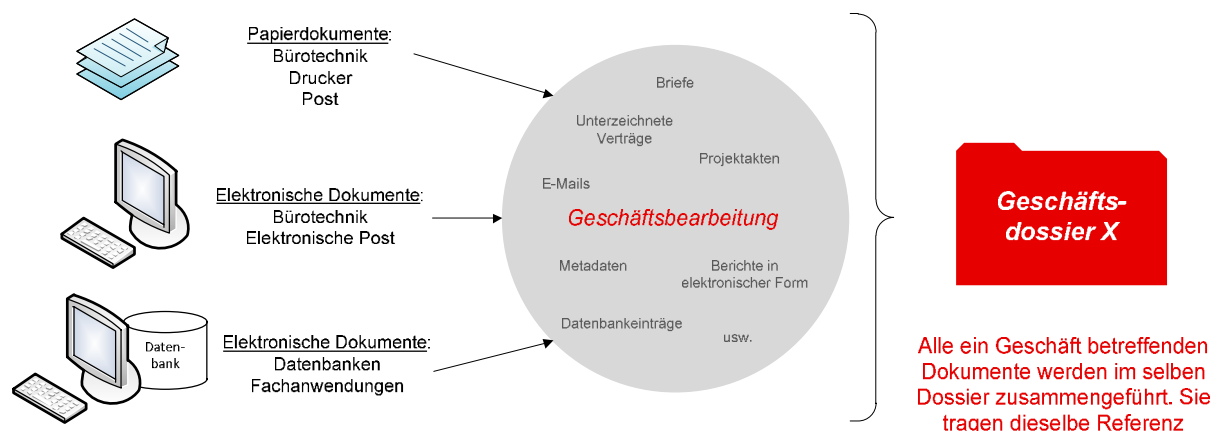 Papierdokumente:
Bürotechnik
Drucker
Post
Elektronische Dokumente:
Bürotechnik
Elektronische Post
Daten-
bank
Elektronische Dokumente:
Datenbanken
Fachanwendungen
Briefe
Unterzeichnete
Verträge
Projektakten
E-Mails
Geschäftsbearbeitung
Metadaten
Berichte in
elektronischer Form
Datenbankeinträge
usw.
Geschäfts-
dossier X
Alle ein Geschäft betreffenden
Dokumente werden im selben
Dossier zusammengeführt. Sie
tragen dieselbe Referenz